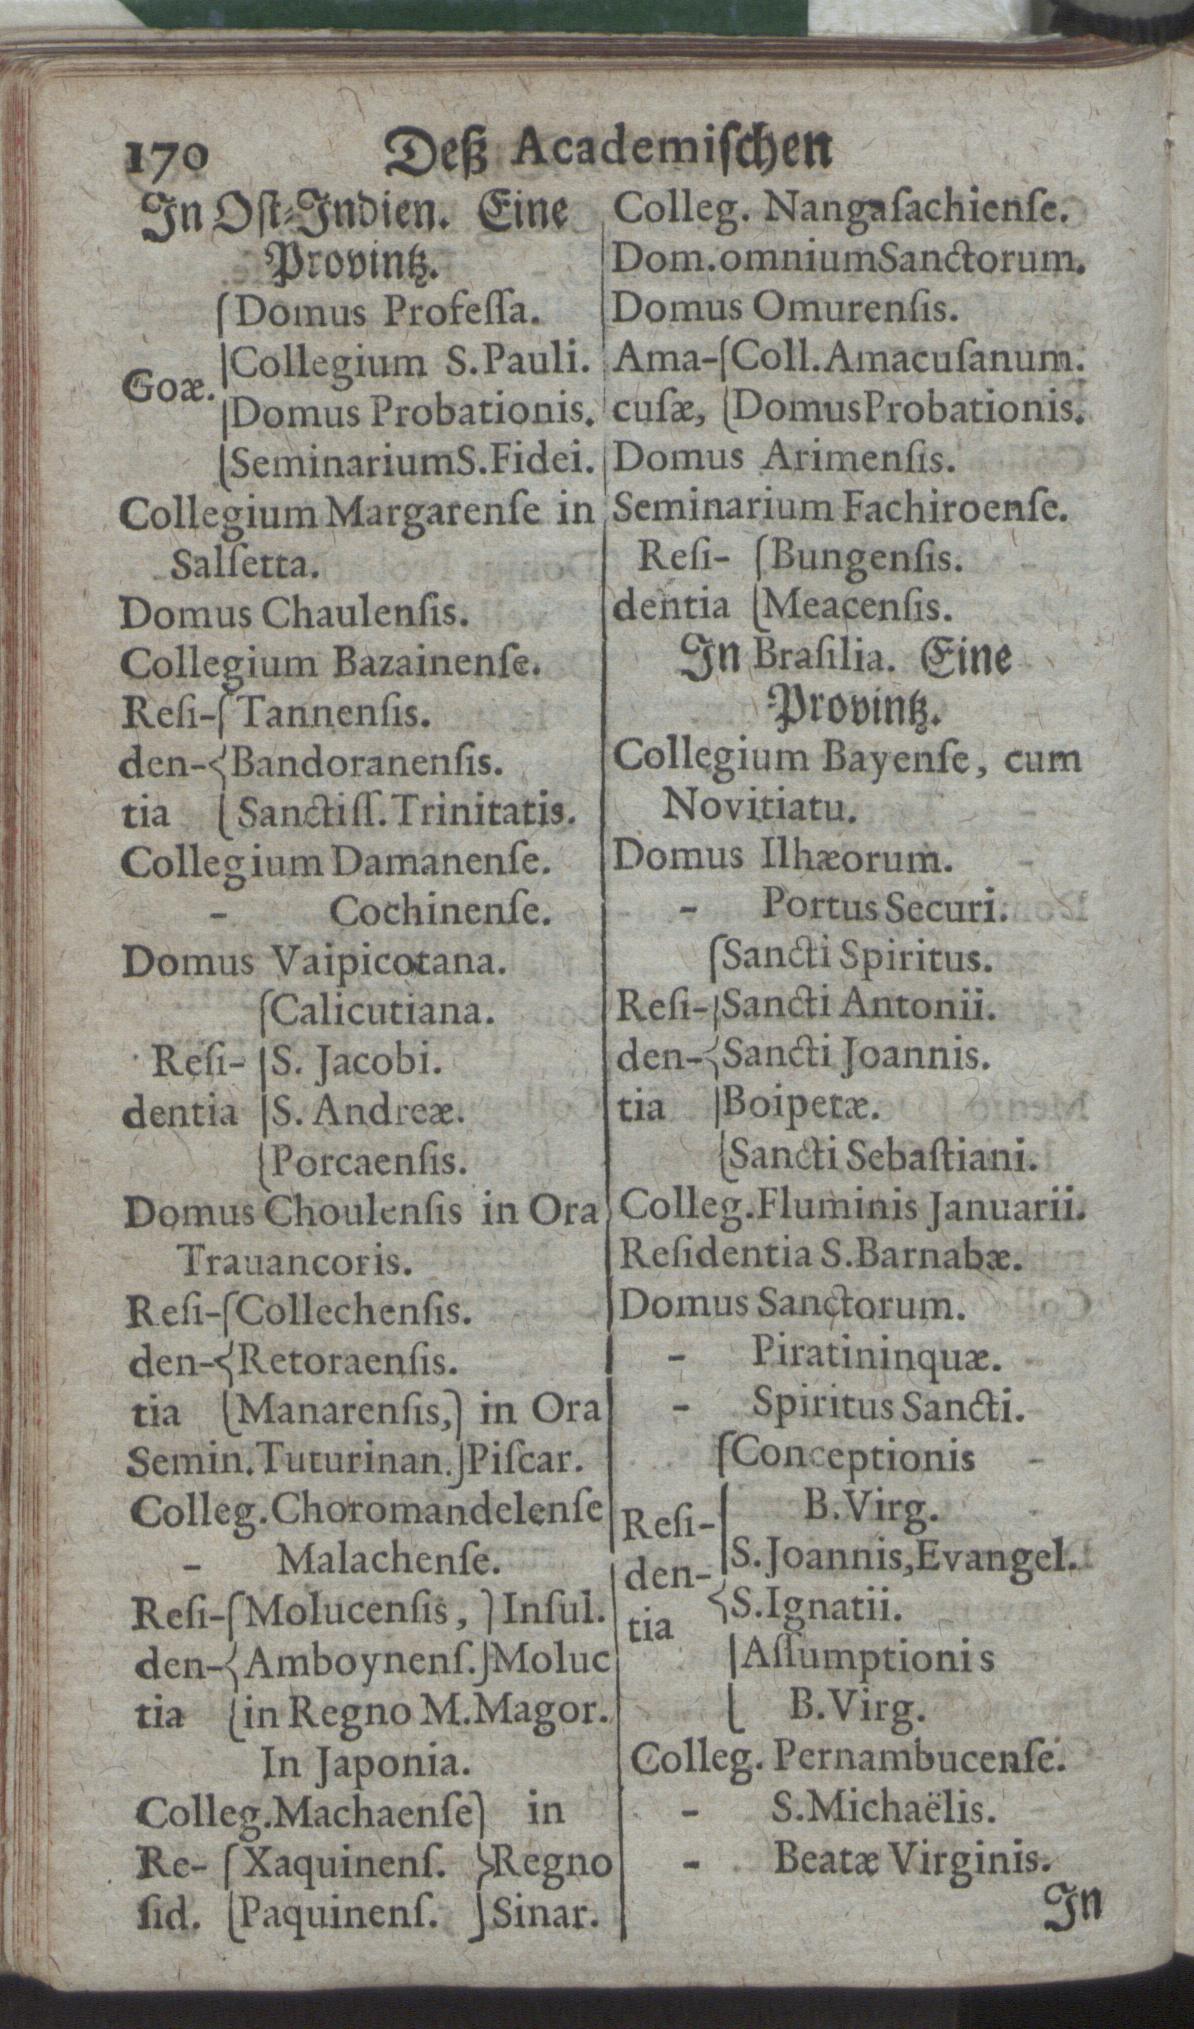 170 Deß Academiſchen
In Oſt-Indien. Eine
Provintz.
Domus Profeſſa.
Collegium S. Pauli.
Goæ.
Domus Probationis.
Seminarium S. Fidei.
Collegium Margarenſe in
Salſetta.
Domus Chaulenſis.
Collegium Bazainenſe.
Reſi- Tannenſis.
den- Bandoranenſis.
tia Sanctiſſ. Trinitatis.
Collegium Damanenſe.
- Cochinenſe.
Domus Vaipicotana.
Calicutiana.
Reſi- S. Jacobi.
dentia S. Andreæ.
Porcaenſis.
Domus Choulenſis in Ora
Trauancoris.
Reſi- Collechenſis.
den- Retoraenſis.
tia Manarenſis, in Ora
Semin. Tuturinan. Piſcar.
Colleg. Choromandelenſe
- Malachenſe.
Reſi- Molucenſis, Inſul.
den- Amboynenſ. Moluc
tia in Regno M. Magor.
In Japonia.
Colleg. Machaenſe in
Re- Xaquinenſ. Regno
ſid. Paquinenſ. Sinar.
Colleg. Nangaſachienſe.
Dom. omnium Sanctorum.
Domus Omurenſis.
Ama- Coll. Amacuſanum.
cuſæ, Domus Probationis.
Domus Arimenſis.
Seminarium Fachiroenſe.
Reſi- Bungenſis.
dentia Meacenſis.
In Braſilia. Eine
Provintz.
Collegium Bayenſe, cum
Novitiatu.
Domus Ilhæorum.
- Portus Securi.
Sancti Spiritus.
Reſi- Sancti Antonii.
den- Sancti Joannis.
tia Boipetæ.
Sancti Sebaſtiani.
Colleg. Fluminis Januarii.
Reſidentia S. Barnabæ.
Domus Sanctorum.
- Piratininquæ.
- Spiritus Sancti.
Conceptionis
B. Virg.
Reſi-
S. Joannis, Evangel.
den-
S. Ignatii.
tia
Aſſumptionis
B. Virg.
Colleg. Pernambucenſe.
- S. Michaëlis.
- Beatæ Virginis.
In